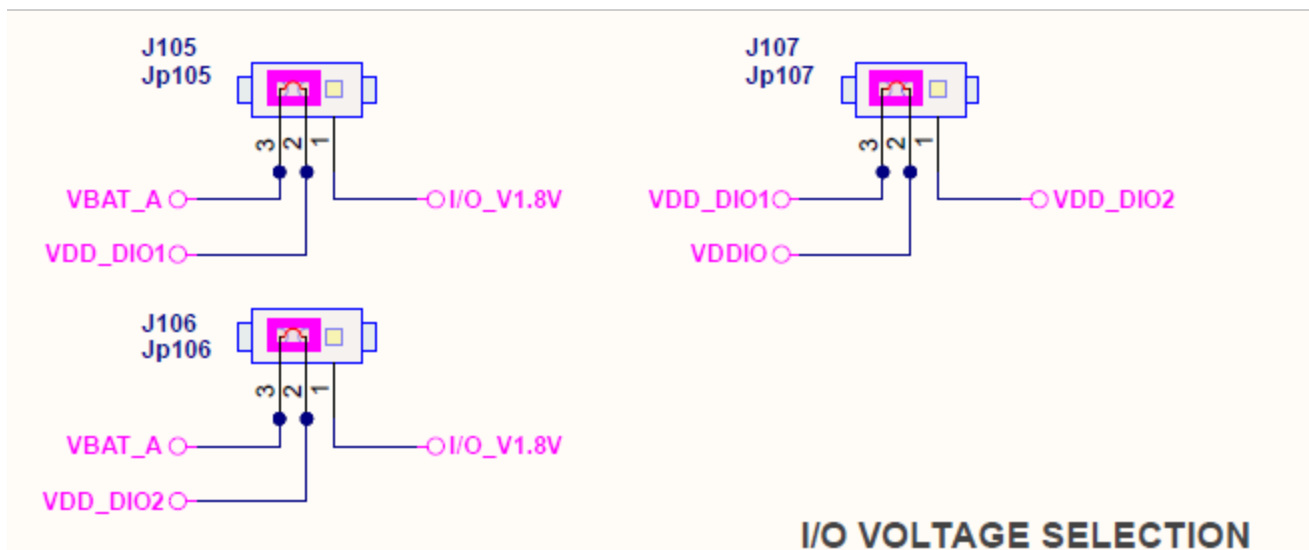 J105
Jp105
3 2 1
VBAT_A
I/O_V1.8V
VDD_DIO1
J107
Jp107
3 2 1
VDD_DIO1
VDD_DIO2
VDDIO
J106
Jp106
3 2 1
VBAT_A
I/O_V1.8V
VDD_DIO2
I/O VOLTAGE SELECTION